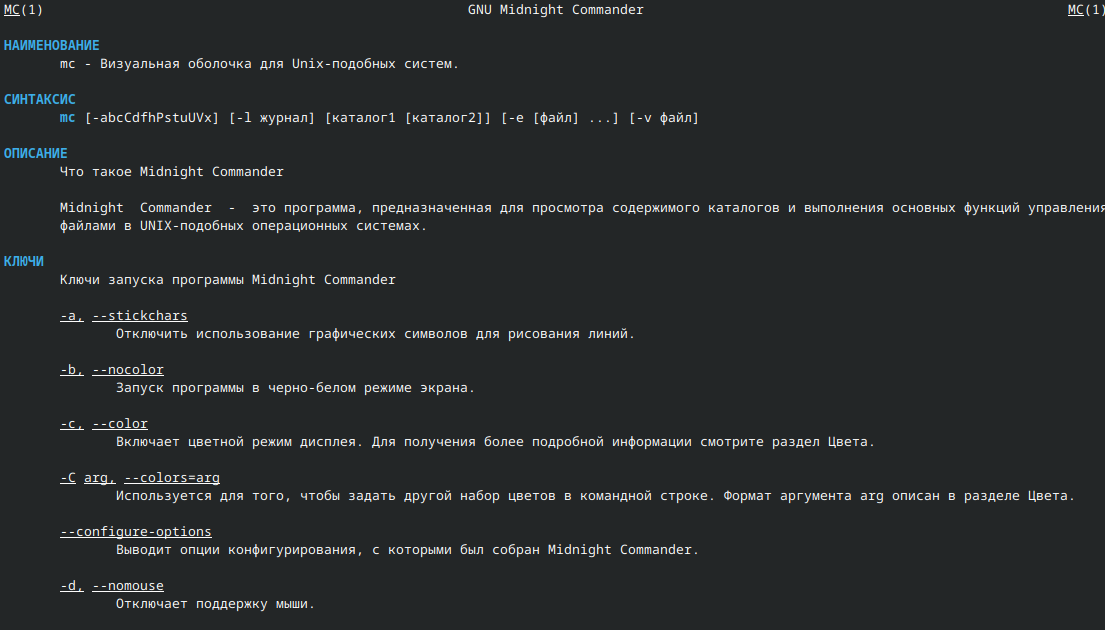 MC(1) GNU Midnight Commander MC(1)
НАИМЕНОВАНИЕ
mc - Визуальная оболочка для Unix-подобных систем.
СИНТАКСИС
mc [-abcCdfhPstuUVx] [-l журнал] [каталог1 [каталог2]] [-e [файл] ...] [-v файл]
ОПИСАНИЕ
Что такое Midnight Commander
Midnight Commander - это программа, предназначенная для просмотра содержимого каталогов и выполнения основных функций управления
файлами в UNIX-подобных операционных системах.
КЛЮЧИ
Ключи запуска программы Midnight Commander
-a, --stickchars
Отключить использование графических символов для рисования линий.
-b, --nocolor
Запуск программы в черно-белом режиме экрана.
-c, --color
Включает цветной режим дисплея. Для получения более подробной информации смотрите раздел Цвета.
-C arg, --colors=arg
Используется для того, чтобы задать другой набор цветов в командной строке. Формат аргумента arg описан в разделе Цвета.
--configure-options
Выводит опции конфигурирования, с которыми был собран Midnight Commander.
-d, --nomouse
Отключает поддержку мыши.